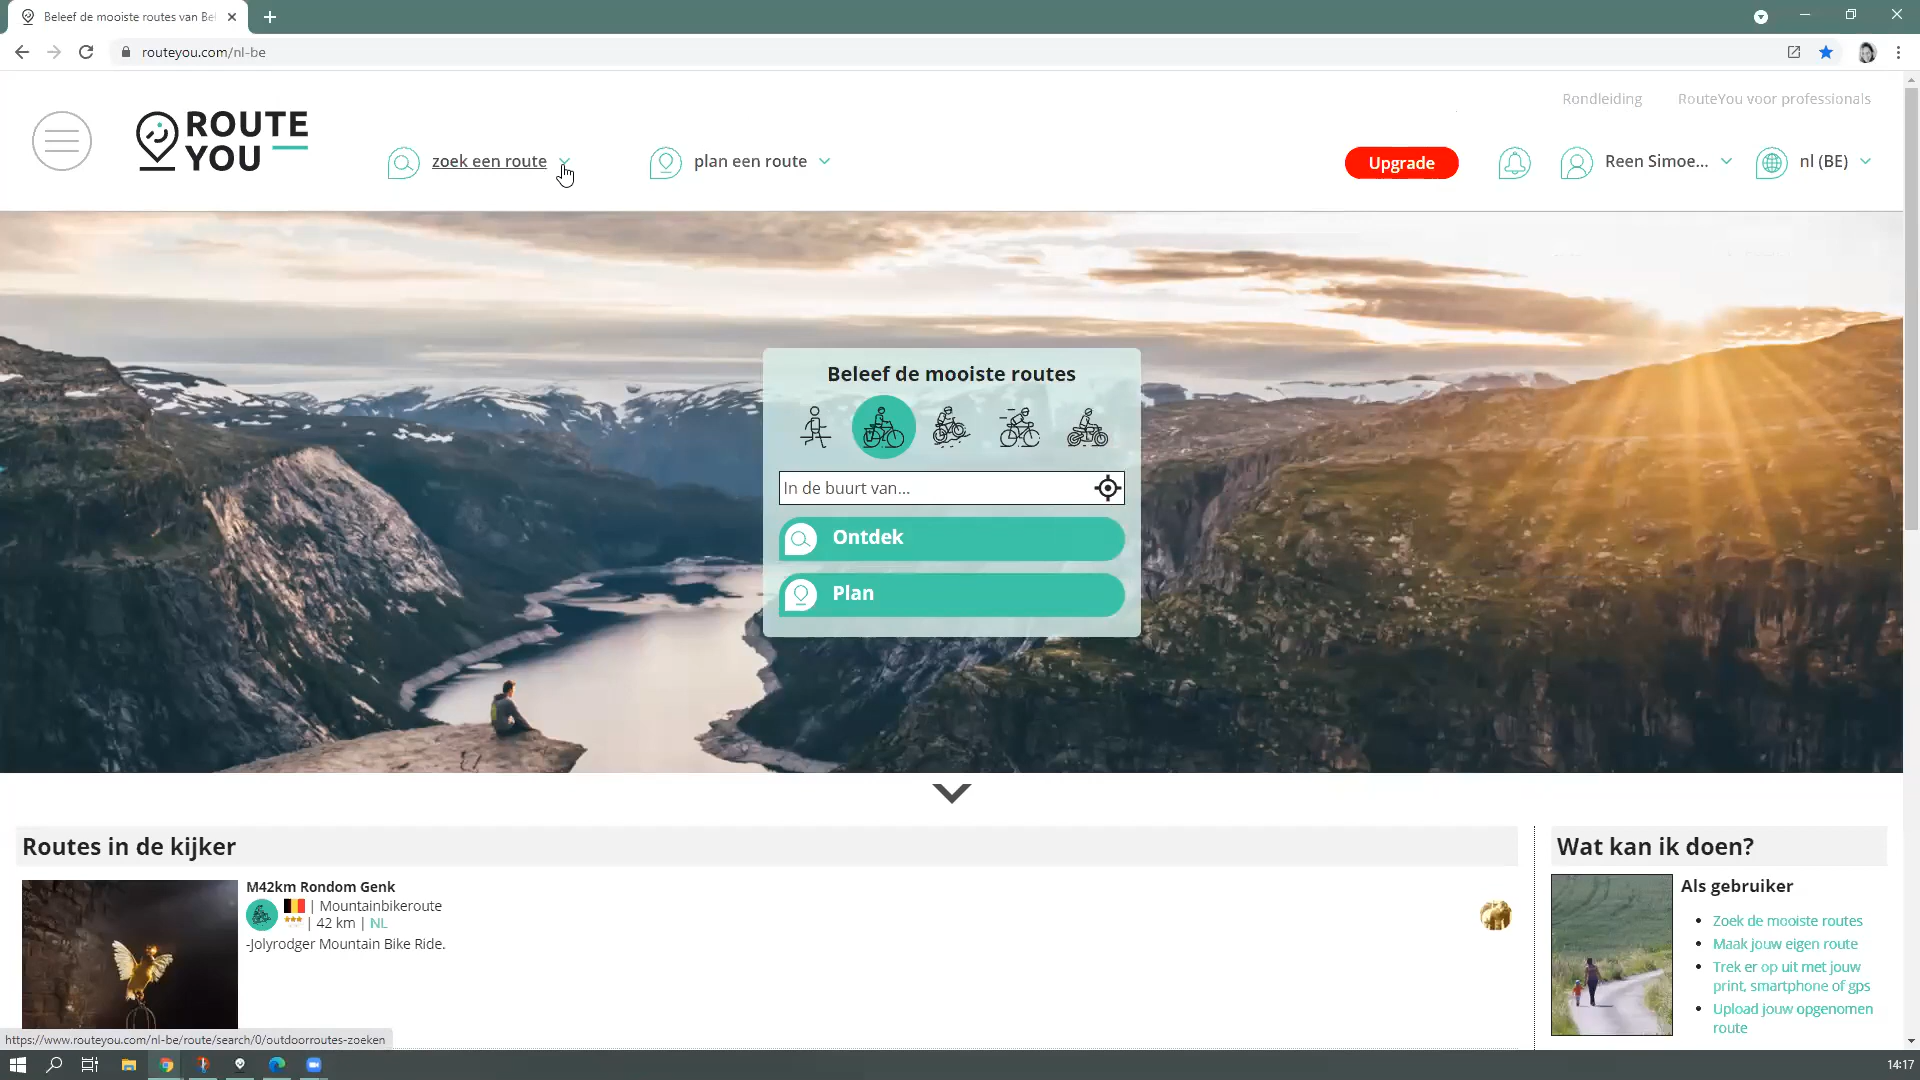 Beleef de mooiste routes van Be
routeyou.com/nl-be
Rondleiding
RouteYou voor professionals
ROUTE
YOU
zoek een route
plan een route
Upgrade
Reen Simoe...
nl (BE)
Beleef de mooiste routes
In de buurt van...
Ontdek
Plan
Routes in de kijker
M42km Rondom Genk
| Mountainbikeroute
| 42 km | NL
-Jolyrodger Mountain Bike Ride.
Wat kan ik doen?
Als gebruiker
Zoek de mooiste routes
Maak jouw eigen route
Trek er op uit met jouw
print, smartphone of gps
Upload jouw opgenomen
route
https://www.routeyou.com/nl-be/route/search/0/outdoorroutes-zoeken
14:17